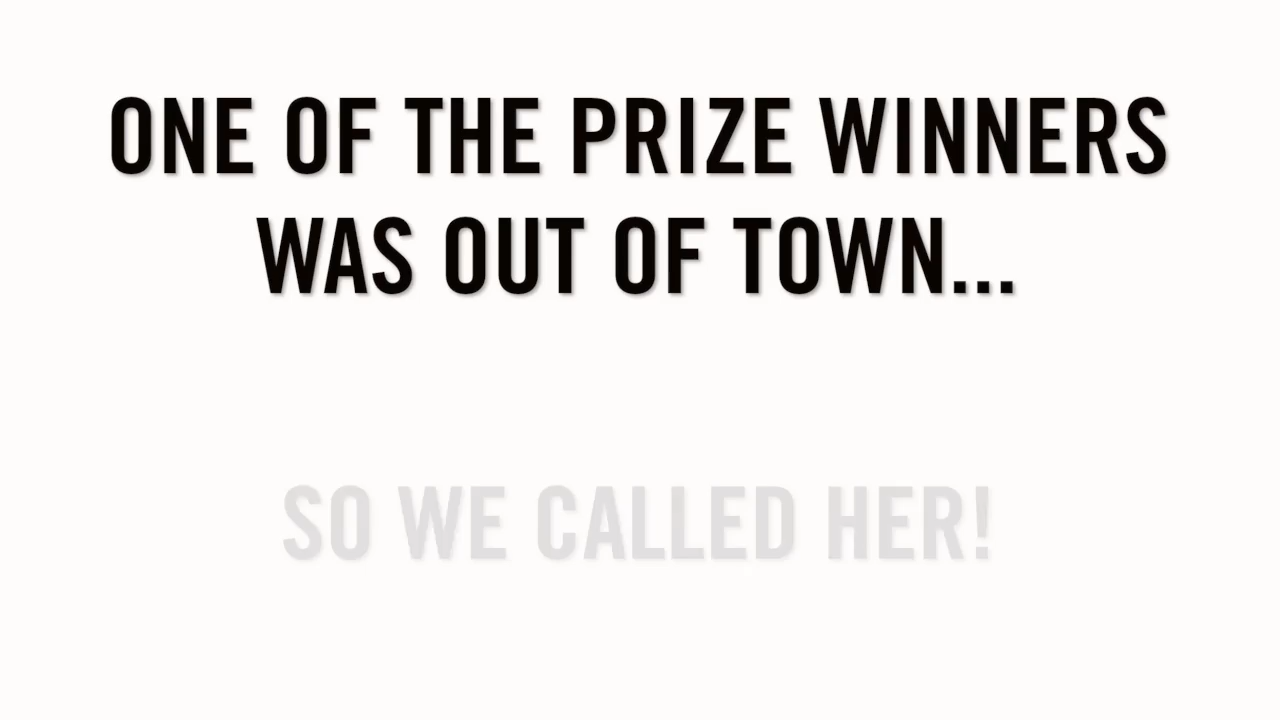 ONE OF THE PRIZE WINNERS
WAS OUT OF TOWN...
SO WE CALLED HER!